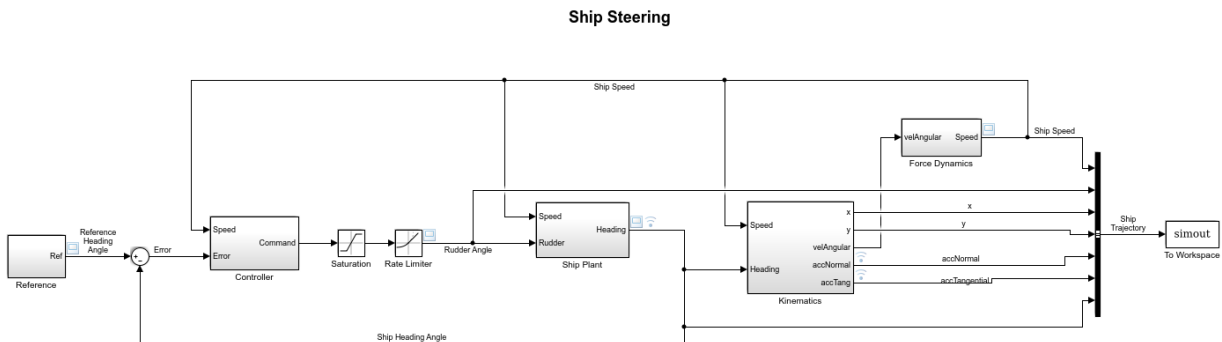 Ship Steering
Ship Speed
velAngular
Speed
Ship Speed
Force Dynamics
Reference
Heading
Angle
Ref
Reference
+
−
Error
Speed
Error
Command
Controller
Saturation
Rate Limiter
Rudder Angle
Speed
Rudder
Heading
Ship Plant
Speed
Heading
x
y
velAngular
accNormal
accTang
Kinematics
x
y
accNormal
accTangential
Ship
Trajectory
simout
To Workspace
Ship Heading Angle